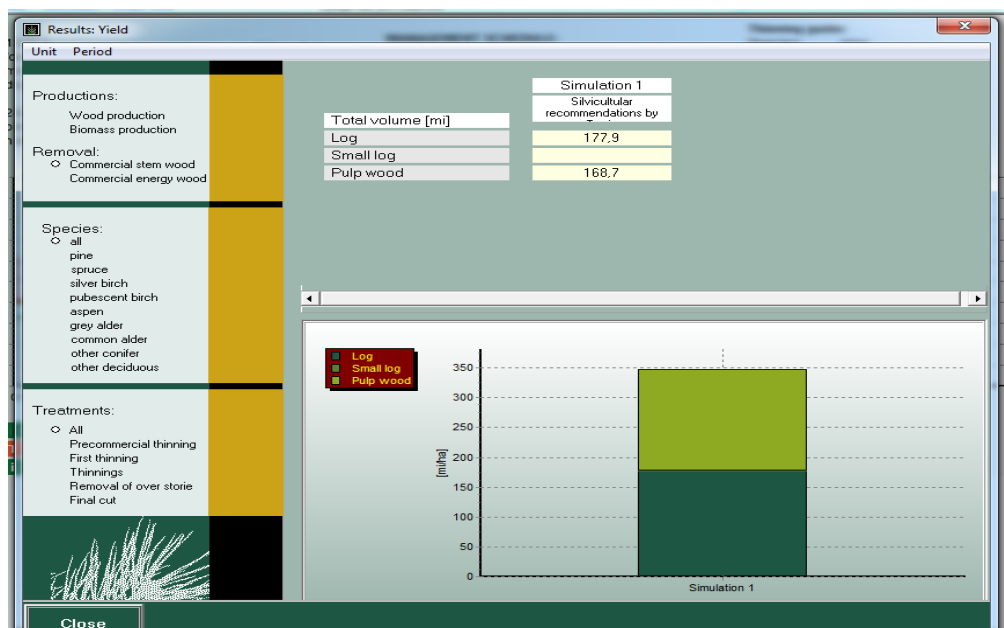 Results: Yield
Unit Period
Productions:
Wood production
Biomass production
Removal:
Commercial stem wood
Commercial energy wood
Species:
all
pine
spruce
silver birch
pubescent birch
aspen
grey alder
common alder
other conifer
other deciduous
Treatments:
All
Precommercial thinning
First thinning
Thinnings
Removal of over storie
Final cut
Close
Simulation 1
Silvicultular
recommendations by
Total volume [mi]
Log 177,9
Small log
Pulp wood 168,7
Log
Small log
Pulp wood
[mi/ha]
350
300
250
200
150
100
50
0
Simulation 1